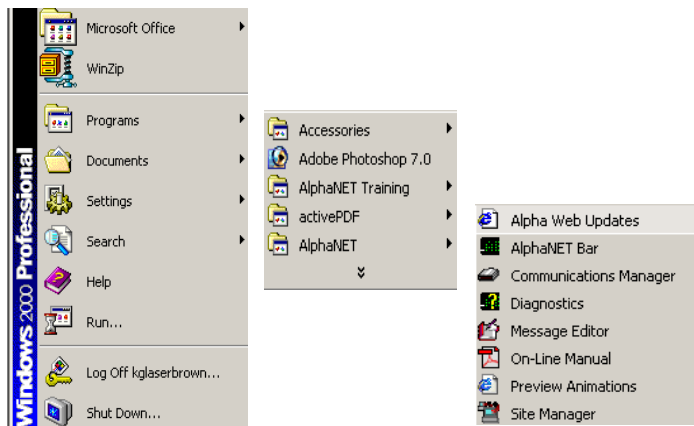 Microsoft Office
WinZip
Programs
Documents
Settings
Search
Help
Run...
Log Off kglaserbrown...
Shut Down...
Windows 2000 Professional
Accessories
Adobe Photoshop 7.0
AlphaNET Training
activePDF
AlphaNET
Alpha Web Updates
AlphaNET Bar
Communications Manager
Diagnostics
Message Editor
On-Line Manual
Preview Animations
Site Manager